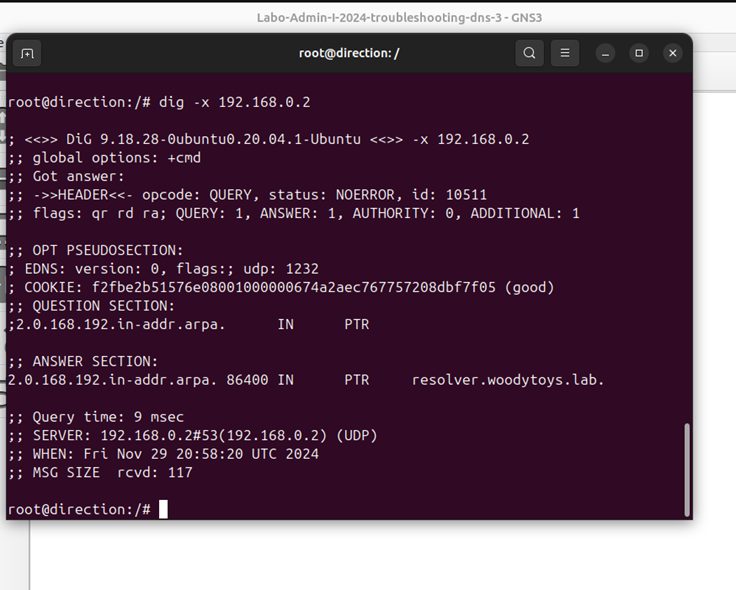 Labo-Admin-I-2024-troubleshooting-dns-3 - GNS3
root@direction: /
root@direction:/# dig -x 192.168.0.2
; <<>> DiG 9.18.28-0ubuntu0.20.04.1-Ubuntu <<>> -x 192.168.0.2
;; global options: +cmd
;; Got answer:
;; ->>HEADER<<- opcode: QUERY, status: NOERROR, id: 10511
;; flags: qr rd ra; QUERY: 1, ANSWER: 1, AUTHORITY: 0, ADDITIONAL: 1
;; OPT PSEUDOSECTION:
; EDNS: version: 0, flags:; udp: 1232
; COOKIE: f2fbe2b51576e08001000000674a2aec767757208dbf7f05 (good)
;; QUESTION SECTION:
;2.0.168.192.in-addr.arpa. IN PTR
;; ANSWER SECTION:
2.0.168.192.in-addr.arpa. 86400 IN PTR resolver.woodytoys.lab.
;; Query time: 9 msec
;; SERVER: 192.168.0.2#53(192.168.0.2) (UDP)
;; WHEN: Fri Nov 29 20:58:20 UTC 2024
;; MSG SIZE rcvd: 117
root@direction:/#